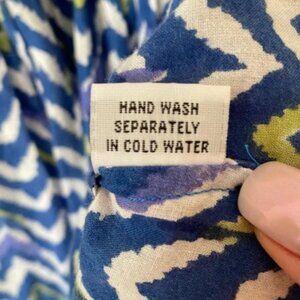 HAND WASH
SEPARATELY
IN COLD WATER